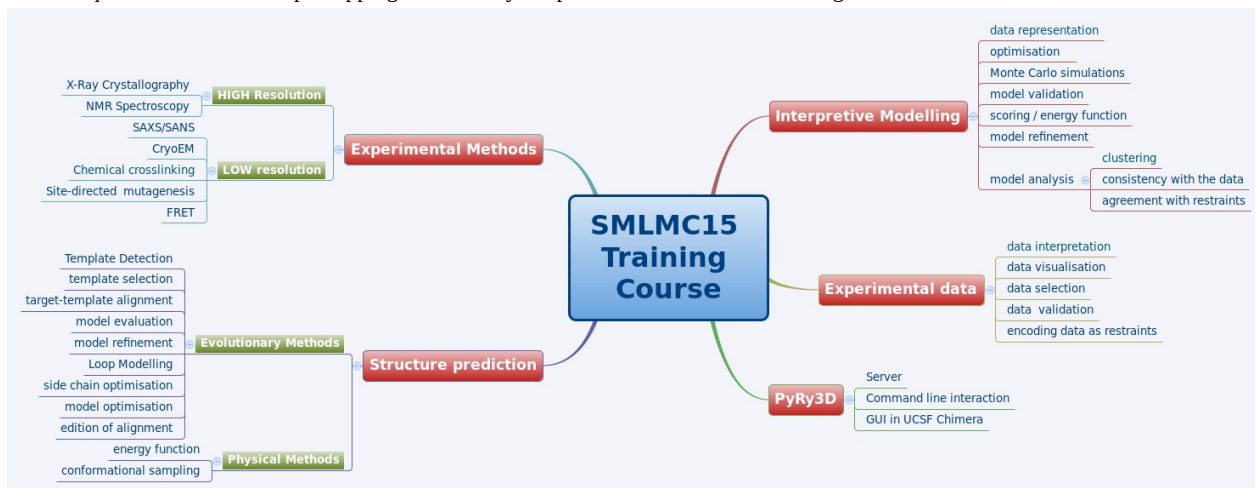 X-Ray Crystallography
NMR Spectroscopy
HIGH Resolution
SAXS/SANS
CryoEM
Chemical crosslinking
Site-directed mutagenesis
FRET
LOW resolution
Experimental Methods
Template Detection
template selection
target-template alignment
model evaluation
model refinement
Loop Modelling
side chain optimisation
model optimisation
edition of alignment
Evolutionary Methods
energy function
conformational sampling
Physical Methods
Structure prediction
SMLMC15
Training
Course
Interpretive Modelling
data representation
optimisation
Monte Carlo simulations
model validation
scoring / energy function
model refinement
model analysis
clustering
consistency with the data
agreement with restraints
Experimental data
data interpretation
data visualisation
data selection
data validation
encoding data as restraints
PyRy3D
Server
Command line interaction
GUI in UCSF Chimera